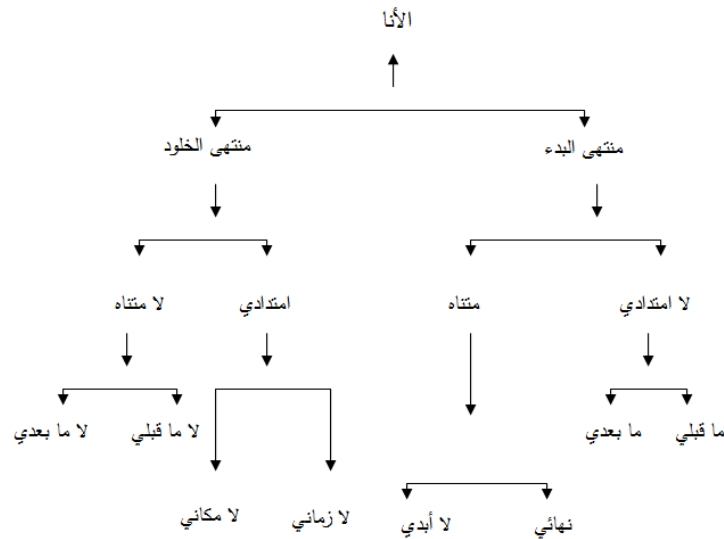 الأنا
منتهى البدء
منتهى الخلود
لا امتدادي
متناه
امتدادي
لا متناه
ما قبلي
ما بعدي
لا ما قبلي
لا ما بعدي
نهائي
لا أبدي
لا زماني
لا مكاني